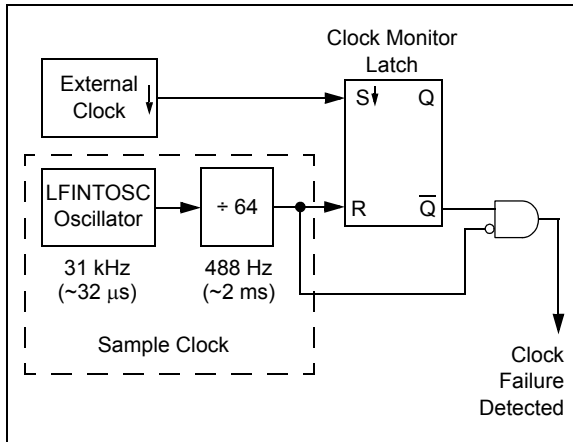 Clock Monitor
Latch
External
Clock
S Q
LFINTOSC
Oscillator
÷ 64
R Q̅
31 kHz
(~32 μs)
488 Hz
(~2 ms)
Sample Clock
Clock
Failure
Detected